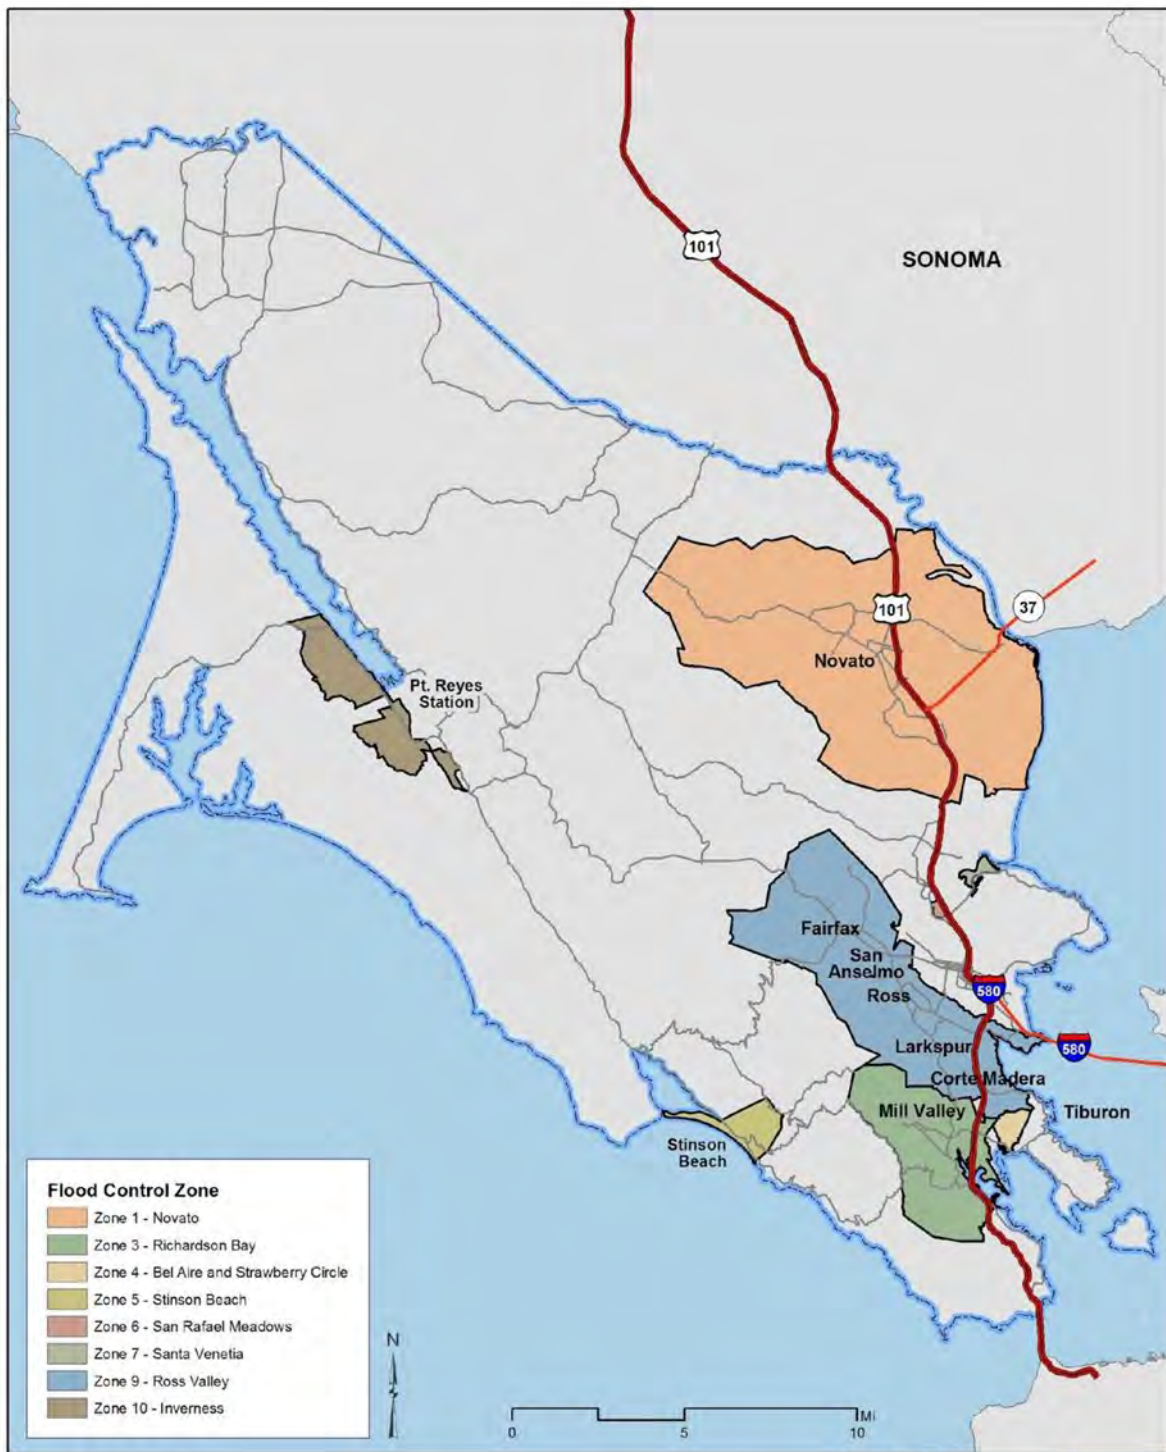 101
SONOMA
37
101
Novato
Pt. Reyes
Station
Fairfax
San
Anselmo
Ross
580
Larkspur
580
Corte Madera
Mill Valley
Tiburon
Stinson
Beach
Flood Control Zone
Zone 1 - Novato
Zone 3 - Richardson Bay
Zone 4 - Bel Aire and Strawberry Circle
Zone 5 - Stinson Beach
Zone 6 - San Rafael Meadows
Zone 7 - Santa Venetia
Zone 9 - Ross Valley
Zone 10 - Inverness
N
Mi
0 5 10